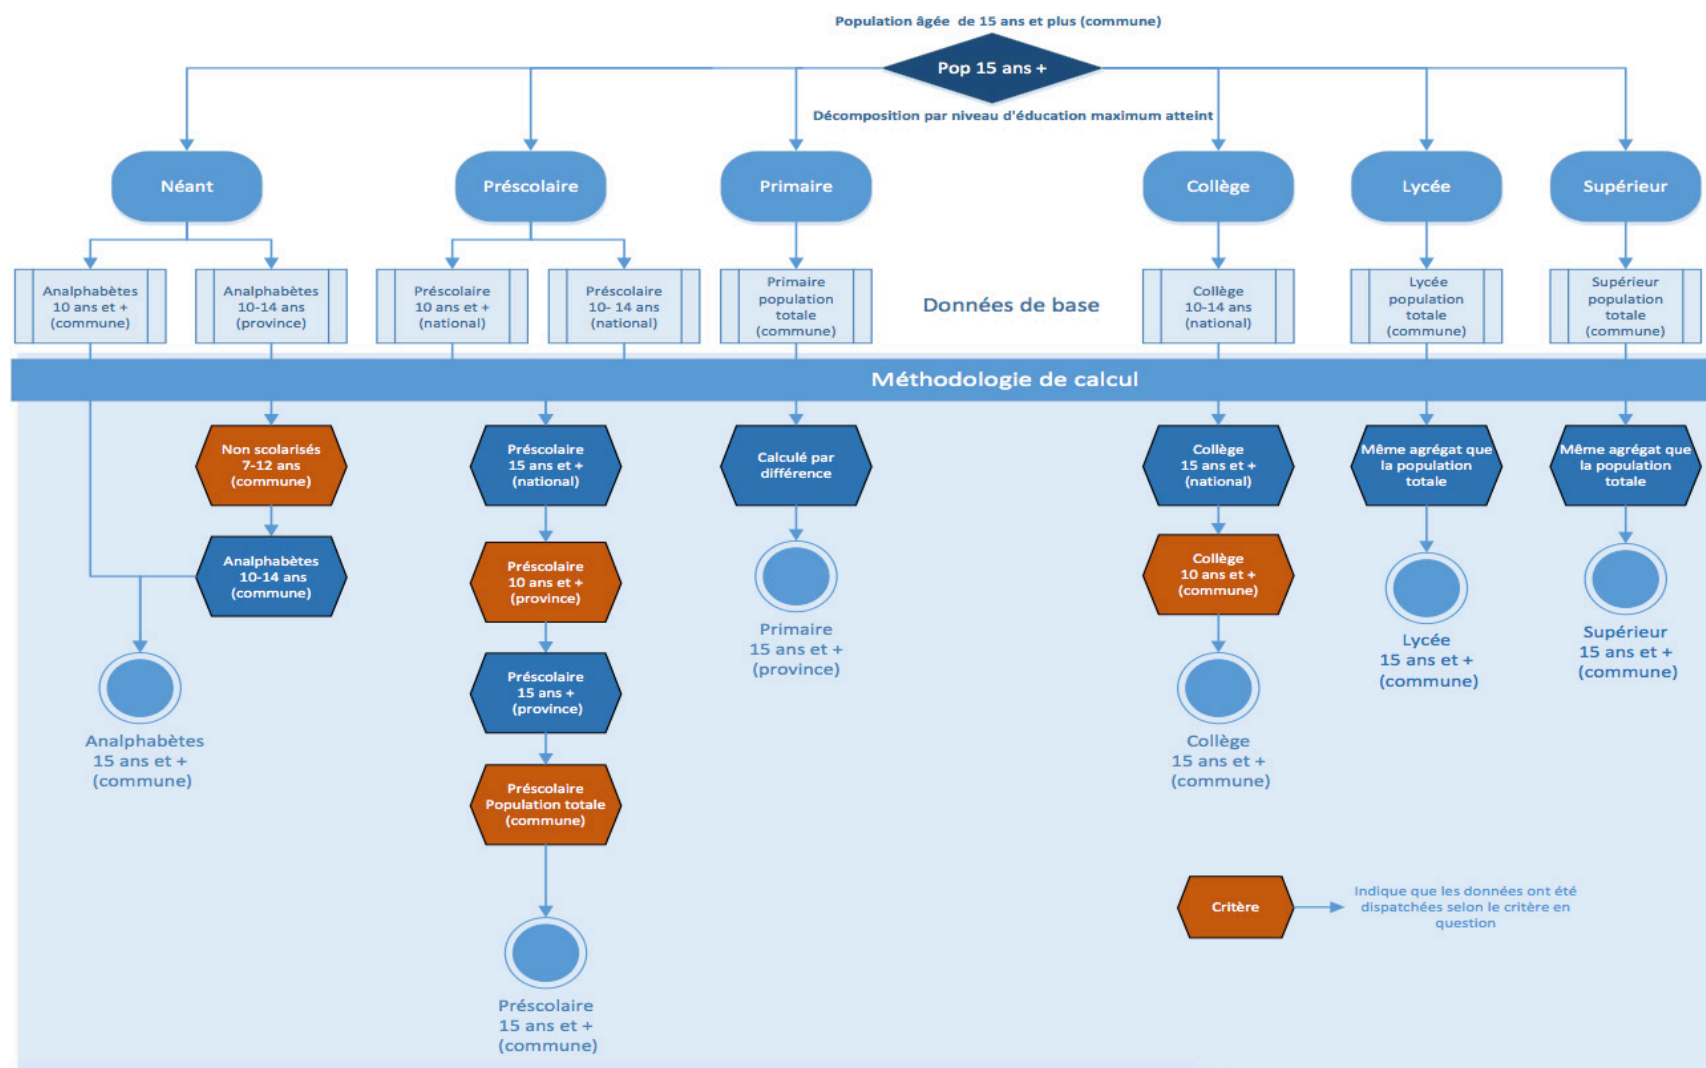 Population âgée  de 15 ans et plus (commune)
Pop 15 ans +
Décomposition par niveau d'éducation maximum atteint
Néant
Préscolaire
Primaire
Collège
Lycée
Supérieur
Analphabètes
10 ans et +
(commune)
Analphabètes
10-14 ans
(province)
Préscolaire
10 ans et +
(national)
Préscolaire
10- 14 ans
(national)
Primaire
population
totale
(commune)
Données de base
Collège
10-14 ans
(national)
Lycée
population
totale
(commune)
Supérieur
population
totale
(commune)
Méthodologie de calcul
Non scolarisés
7-12 ans
(commune)
Préscolaire
15 ans et +
(national)
Calculé par
différence
Collège
15 ans et +
(national)
Même agrégat que
la population
totale
Même agrégat que
la population
totale
Analphabètes
10-14 ans
(commune)
Préscolaire
10 ans et +
(province)
Collège
10 ans et +
(commune)
Primaire
15 ans et +
(province)
Lycée
15 ans et +
(commune)
Supérieur
15 ans et +
(commune)
Préscolaire
15 ans +
(province)
Analphabètes
15 ans et +
(commune)
Collège
15 ans et +
(commune)
Préscolaire
Population totale
(commune)
Critère
Indique que les données ont été
dispatchées selon le critère en
question
Préscolaire
15 ans et +
(commune)